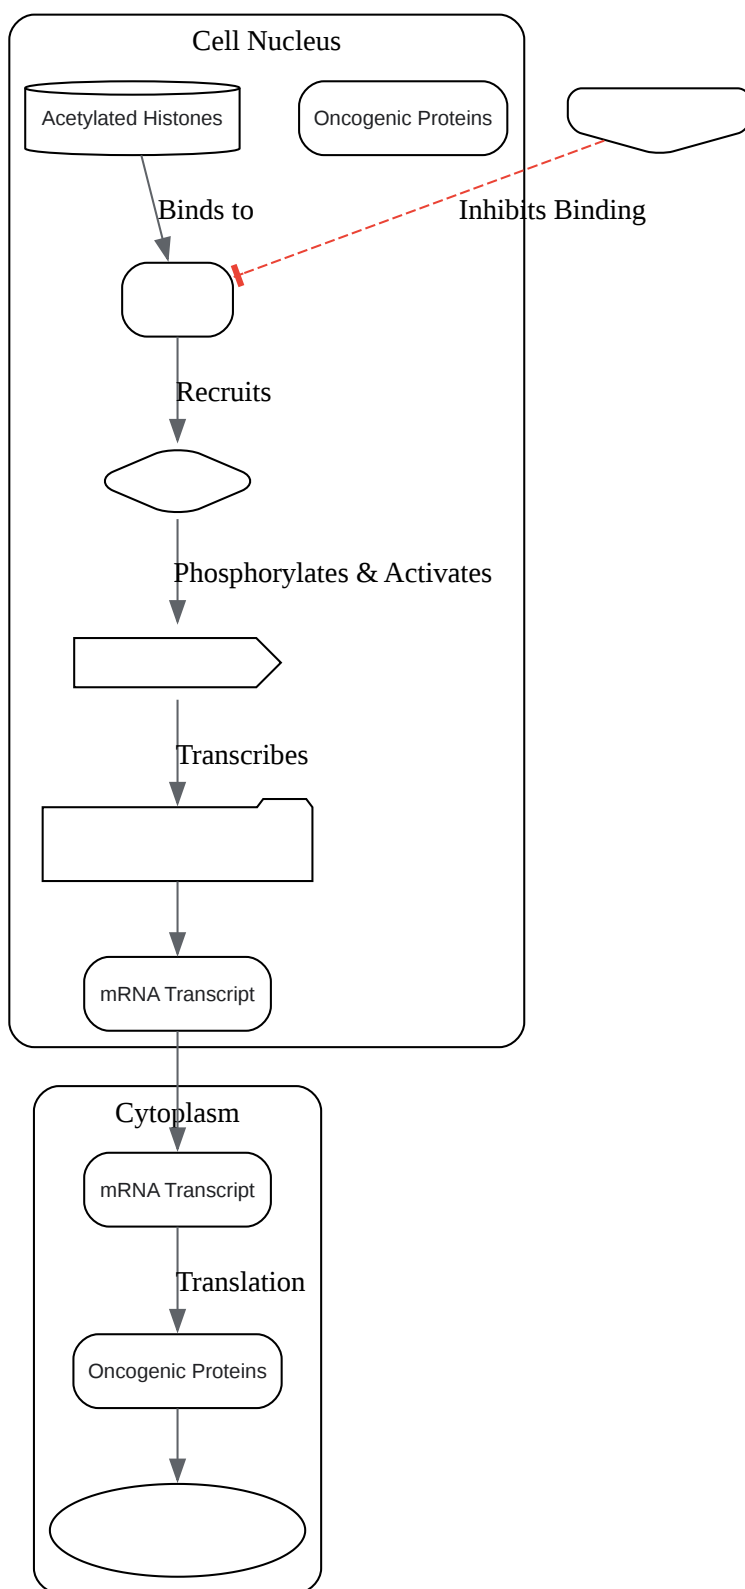 Cell Nucleus
Acetylated Histones
Oncogenic Proteins
Binds to
Inhibits Binding
Recruits
Phosphorylates & Activates
Transcribes
mRNA Transcript
Cytoplasm
mRNA Transcript
Translation
Oncogenic Proteins